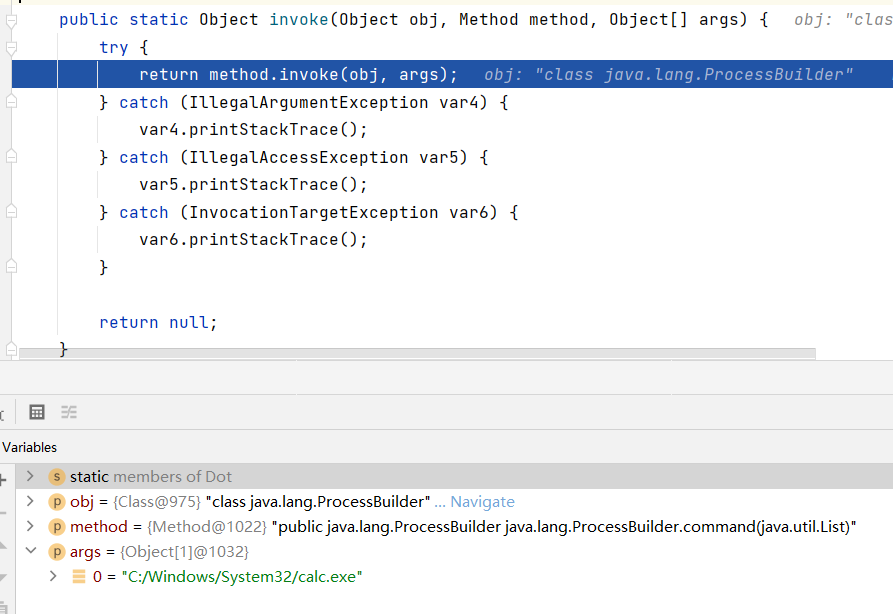 public static Object invoke(Object obj, Method method, Object[] args) {   obj: "clas
try {
return method.invoke(obj, args);   obj: "class java.lang.ProcessBuilder"
} catch (IllegalArgumentException var4) {
var4.printStackTrace();
} catch (IllegalAccessException var5) {
var5.printStackTrace();
} catch (InvocationTargetException var6) {
var6.printStackTrace();
}
return null;
}
Variables
s static members of Dot
p obj = {Class@975} "class java.lang.ProcessBuilder" ... Navigate
p method = {Method@1022} "public java.lang.ProcessBuilder java.lang.ProcessBuilder.command(java.util.List)"
p args = {Object[1]@1032}
0 = "C:/Windows/System32/calc.exe"